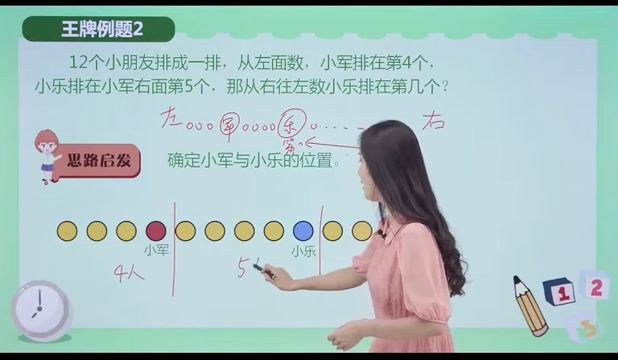 王牌例题2
12个小朋友排成一排，从左面数，小军排在第4个，
小乐排在小军右面第5个，那从右往左数小乐排在第几个？
左 军 乐 右
思路启发
确定小军与小乐的位置。
小军
小乐
4人
5
1
2
3